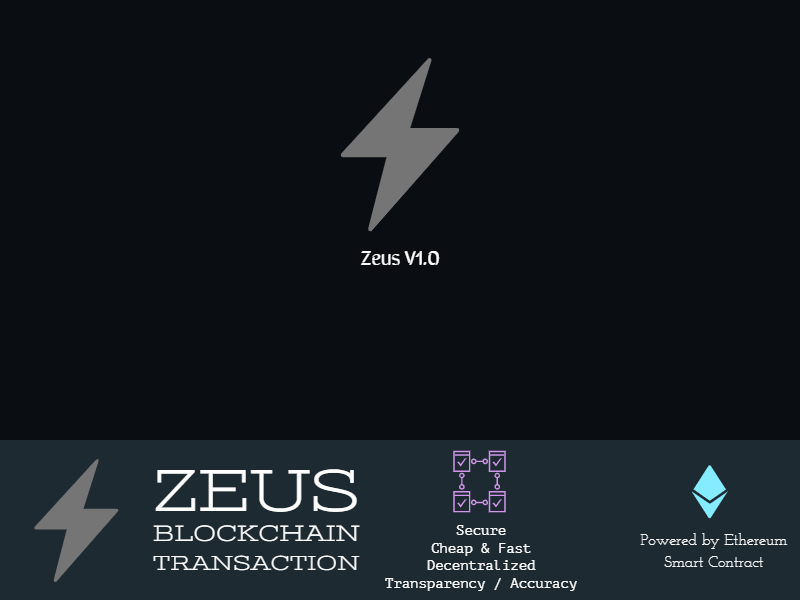 Zeus V1.0
ZEUS
BLOCKCHAIN
TRANSACTION
Secure
Cheap & Fast
Decentralized
Transparency / Accuracy
Powered by Ethereum
Smart Contract